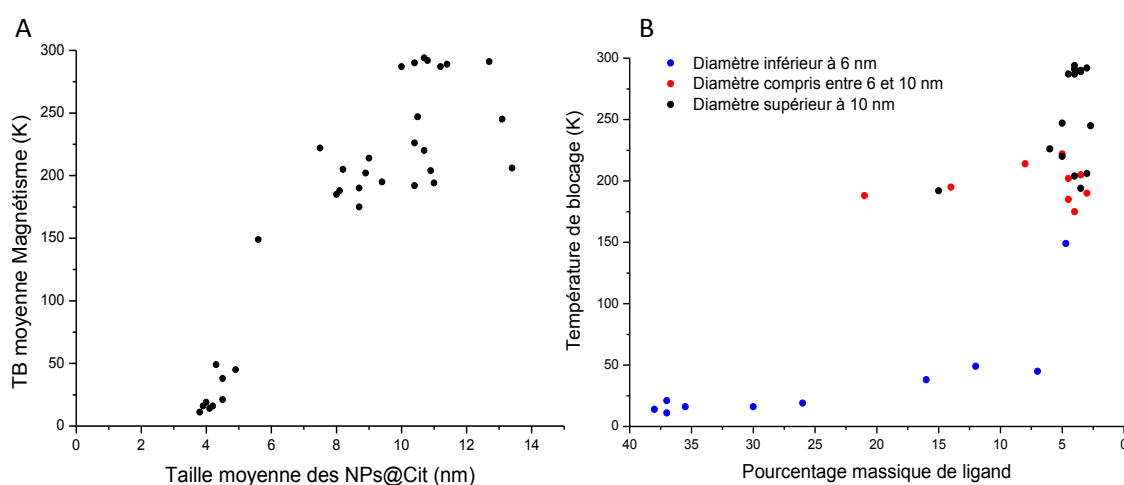 A
B
TB moyenne Magnétisme (K)
300
250
200
150
100
50
0
0 2 4 6 8 10 12 14
Taille moyenne des NPs@Cit (nm)
Température de blocage (K)
300
250
200
150
100
50
0
Diamètre inférieur à 6 nm
Diamètre compris entre 6 et 10 nm
Diamètre supérieur à 10 nm
40 35 30 25 20 15 10 5 0
Pourcentage massique de ligand